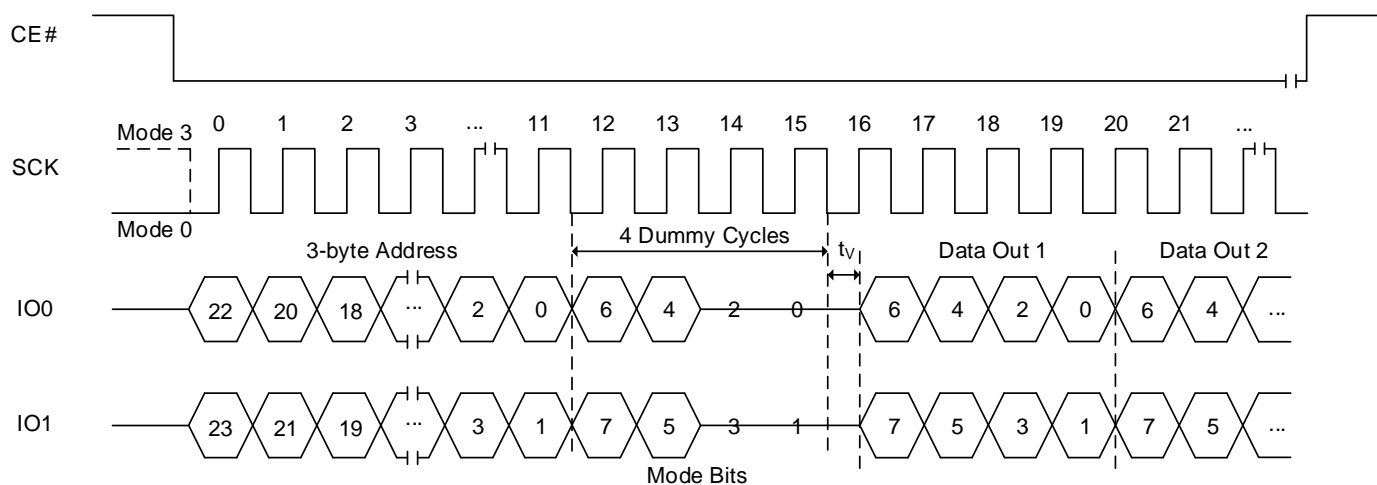 CE#
Mode 3 0 1 2 3 ... 11 12 13 14 15 16 17 18 19 20 21 ...
SCK
Mode 0
3-byte Address 4 Dummy Cycles tV Data Out 1 Data Out 2
IO0 22 20 18 ... 2 0 6 4 2 0 6 4 2 0 6 4 ...
IO1 23 21 19 ... 3 1 7 5 3 1 7 5 3 1 7 5 ...
Mode Bits